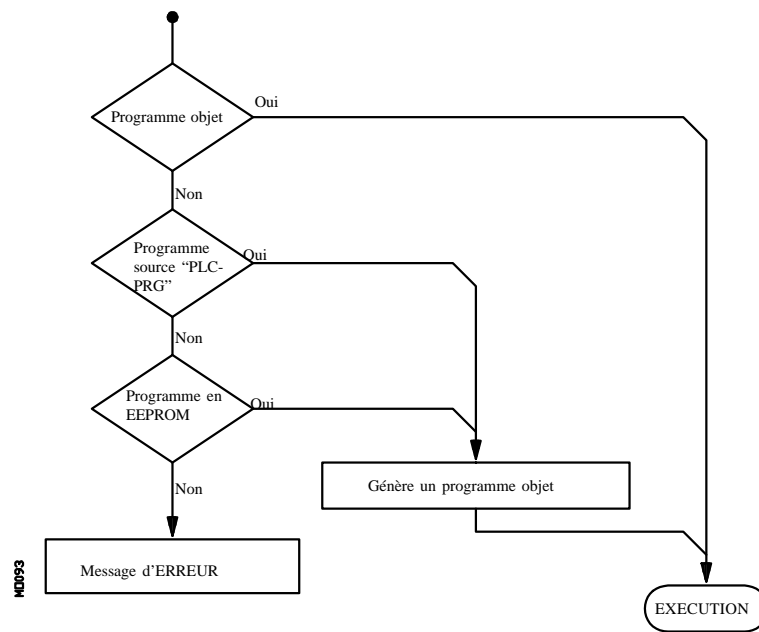 Oui
Programme objet
Non
Programme
source “PLC-
PRG”
Oui
Non
Programme en
EEPROM
Oui
Non
Génère un programme objet
Message d’ERREUR
MD093
EXECUTION